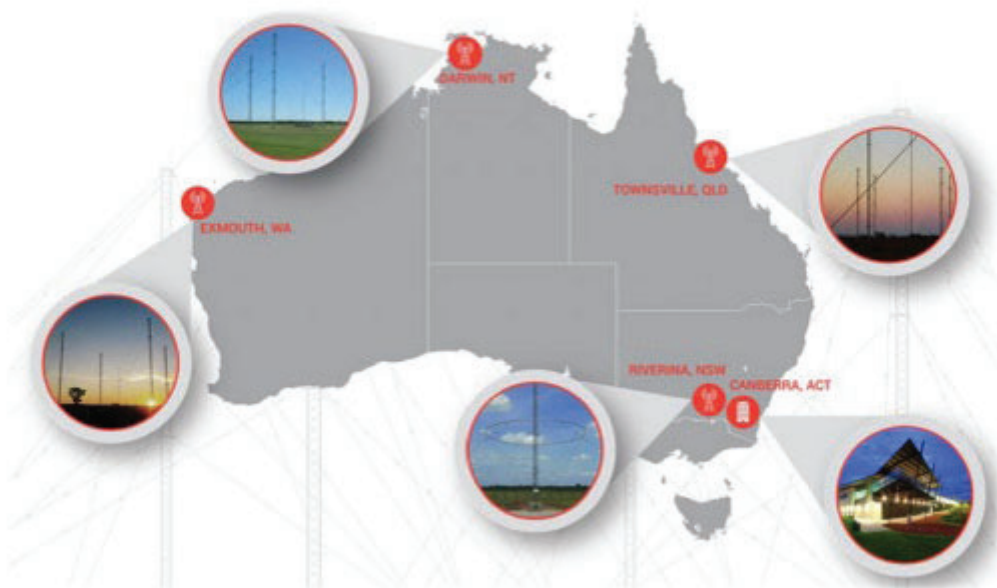 DARWIN, NT
TOWNSVILLE, QLD
EXMOUTH, WA
RIVERINA, NSW
CANBERRA, ACT